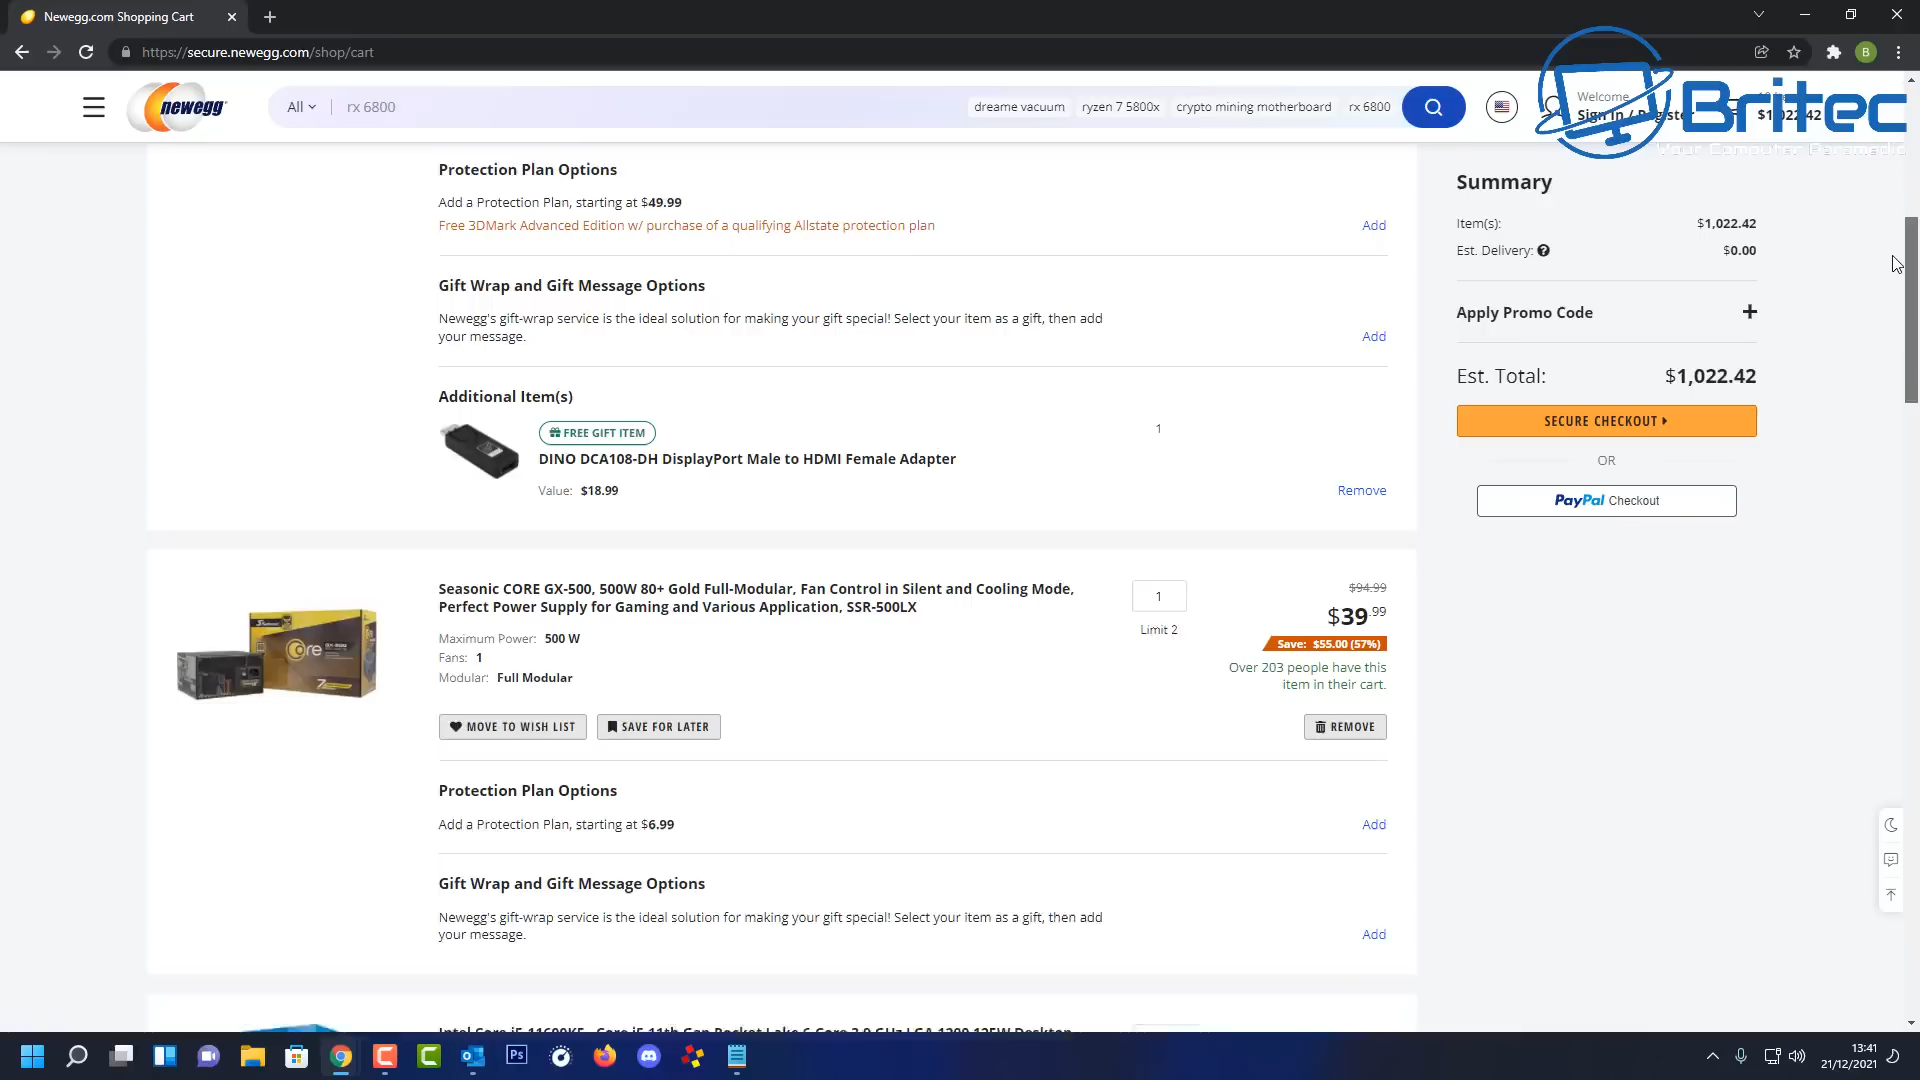 Newegg.com Shopping Cart
https://secure.newegg.com/shop/cart
B
newegg
All
rx 6800
dreame vacuum
ryzen 7 5800x
crypto mining motherboard
rx 6800
Welcome
Sign In / Register
$1,022.42
Britec
Your Computer Paramedic
Protection Plan Options
Add a Protection Plan, starting at $49.99
Free 3DMark Advanced Edition w/ purchase of a qualifying Allstate protection plan
Add
Gift Wrap and Gift Message Options
Newegg's gift-wrap service is the ideal solution for making your gift special! Select your item as a gift, then add
your message.
Add
Additional Item(s)
FREE GIFT ITEM
1
DINO DCA108-DH DisplayPort Male to HDMI Female Adapter
Value: $18.99
Remove
Summary
Item(s): $1,022.42
Est. Delivery: $0.00
Apply Promo Code
Est. Total: $1,022.42
SECURE CHECKOUT
OR
PayPal Checkout
Seasonic CORE GX-500, 500W 80+ Gold Full-Modular, Fan Control in Silent and Cooling Mode,
Perfect Power Supply for Gaming and Various Application, SSR-500LX
Maximum Power: 500 W
Fans: 1
Modular: Full Modular
1
Limit 2
$94.99
$39.99
Save: $55.00 (57%)
Over 203 people have this
item in their cart.
MOVE TO WISH LIST
SAVE FOR LATER
REMOVE
Protection Plan Options
Add a Protection Plan, starting at $6.99
Add
Gift Wrap and Gift Message Options
Newegg's gift-wrap service is the ideal solution for making your gift special! Select your item as a gift, then add
your message.
Add
Intel Core i5-11600KF - Core i5 11th Gen Rocket Lake 6-Core 3.9 GHz LGA 1200 125W Desktop
Ps
13:41
21/12/2021